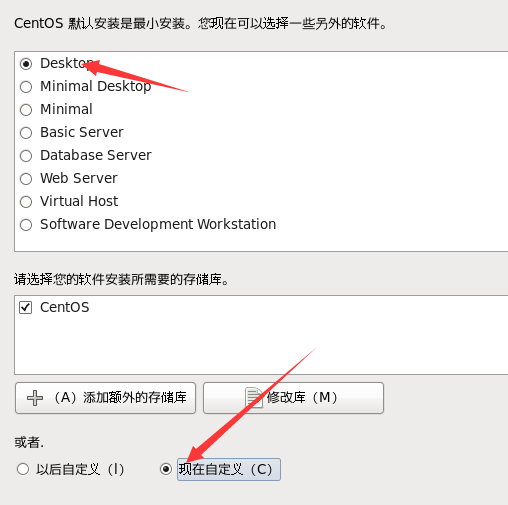 CentOS 默认安装是最小安装。您现在可以选择一些另外的软件。
Desktop
Minimal Desktop
Minimal
Basic Server
Database Server
Web Server
Virtual Host
Software Development Workstation
请选择您的软件安装所需要的存储库。
CentOS
（A）添加额外的存储库 修改库（M）
或者.
以后自定义（l） 现在自定义（C）